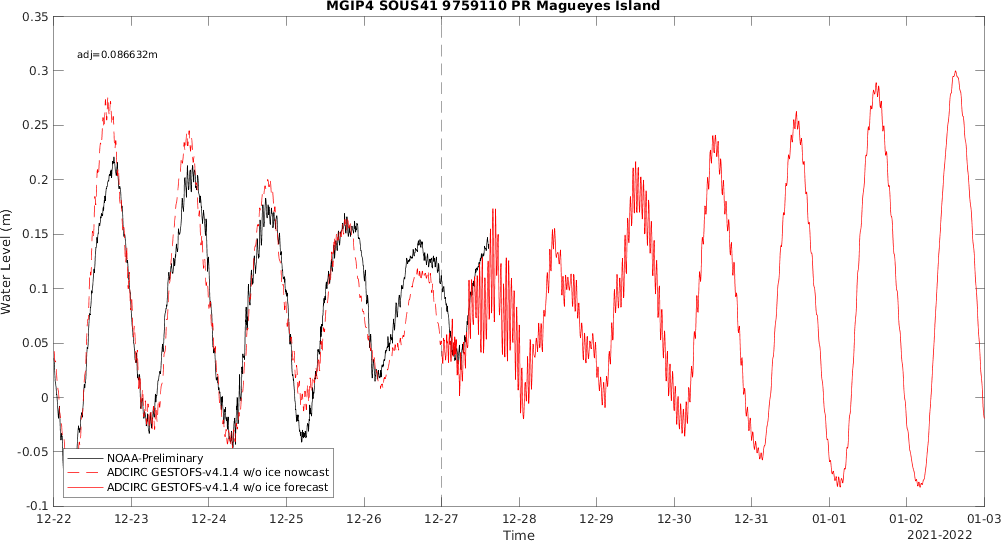 MGIP4 SOUS41 9759110 PR Magueyes Island
adj=0.086632m
Water Level (m)
0.35
0.3
0.25
0.2
0.15
0.1
0.05
0
-0.05
-0.1
NOAA-Preliminary
ADCIRC GESTOFS-v4.1.4 w/o ice nowcast
ADCIRC GESTOFS-v4.1.4 w/o ice forecast
12-22 12-23 12-24 12-25 12-26 12-27 12-28 12-29 12-30 12-31 01-01 01-02 01-03
Time
2021-2022